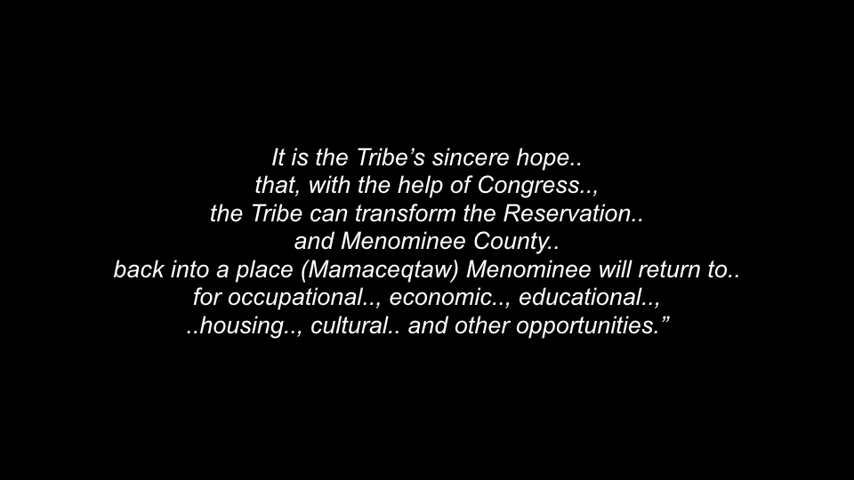 It is the Tribe’s sincere hope..
that, with the help of Congress..,
the Tribe can transform the Reservation..
and Menominee County..
back into a place (Mamaceqtaw) Menominee will return to..
for occupational.., economic.., educational..,
..housing.., cultural.. and other opportunities.”